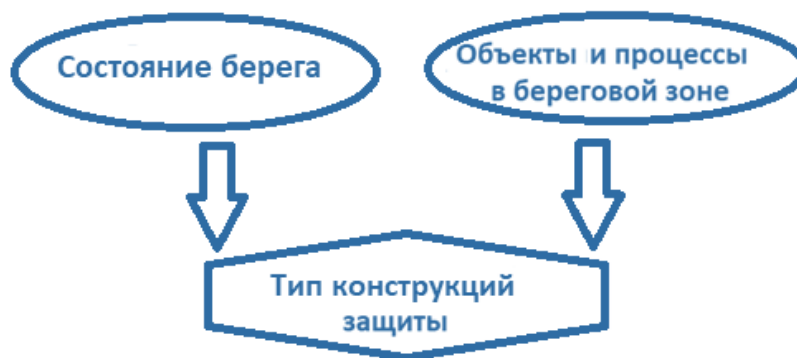 Состояние берега
Объекты и процессы
в береговой зоне
Тип конструкций
защиты